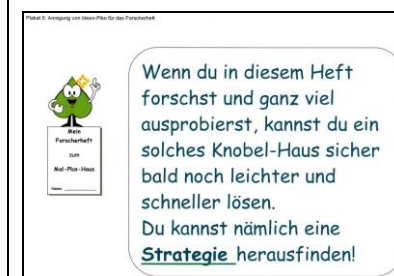 Plakat 5: Anregung von Ideen-Piko für das Forscherheft
Mein
Forscherheft
zum
Mal-Plus-Haus
Name:
Wenn du in diesem Heft
forschst und ganz viel
ausprobierst, kannst du ein
solches Knobel-Haus sicher
bald noch leichter und
schneller lösen.
Du kannst nämlich eine
Strategie herausfinden!